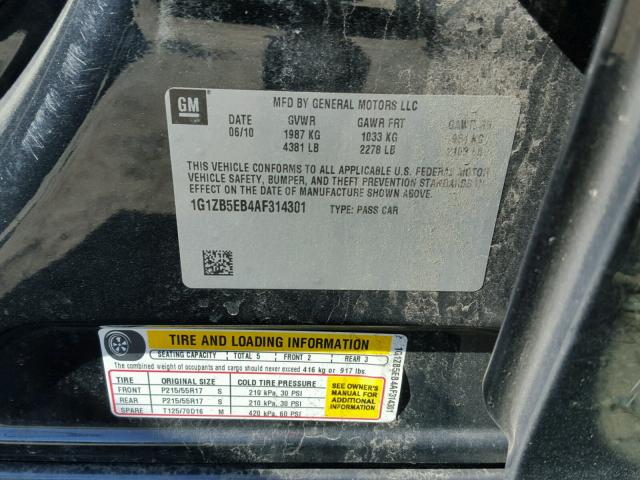 GM
MFD BY GENERAL MOTORS LLC
DATE GVWR GAWR FRT GAWR RR
06/10 1987 KG 1033 KG KG
4381 LB 2278 LB LB
THIS VEHICLE CONFORMS TO ALL APPLICABLE U.S. FEDERAL MOTOR
VEHICLE SAFETY, BUMPER, AND THEFT PREVENTION STANDARDS IN
EFFECT ON THE DATE OF MANUFACTURE SHOWN ABOVE.
1G1ZB5EB4AF314301 TYPE: PASS CAR
TIRE AND LOADING INFORMATION
SEATING CAPACITY TOTAL 5 FRONT 2 REAR 3
The combined weight of occupants and cargo should never exceed 416 kg or 917 lbs.
TIRE ORIGINAL SIZE COLD TIRE PRESSURE
FRONT P215/55R17 S 210 kPa, 30 PSI
REAR P215/55R17 S 210 kPa, 30 PSI
SPARE T125/70D16 M 420 kPa, 60 PSI
SEE OWNER'S
MANUAL FOR
ADDITIONAL
INFORMATION
1G1ZB5EB4AF314301